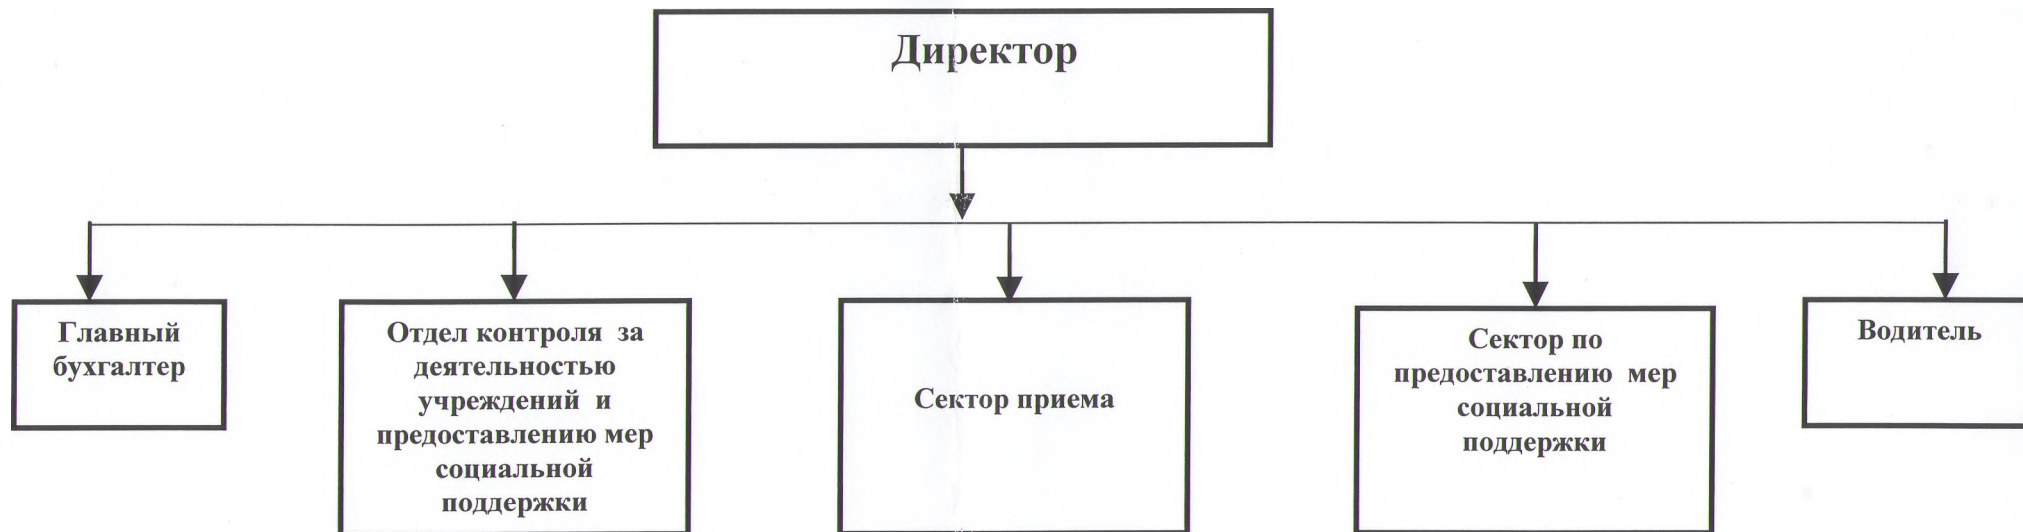 Директор
Главный
бухгалтер
Отдел контроля за
деятельностью
учреждений и
предоставлению мер
социальной
поддержки
Сектор приема
Сектор по
предоставлению мер
социальной
поддержки
Водитель